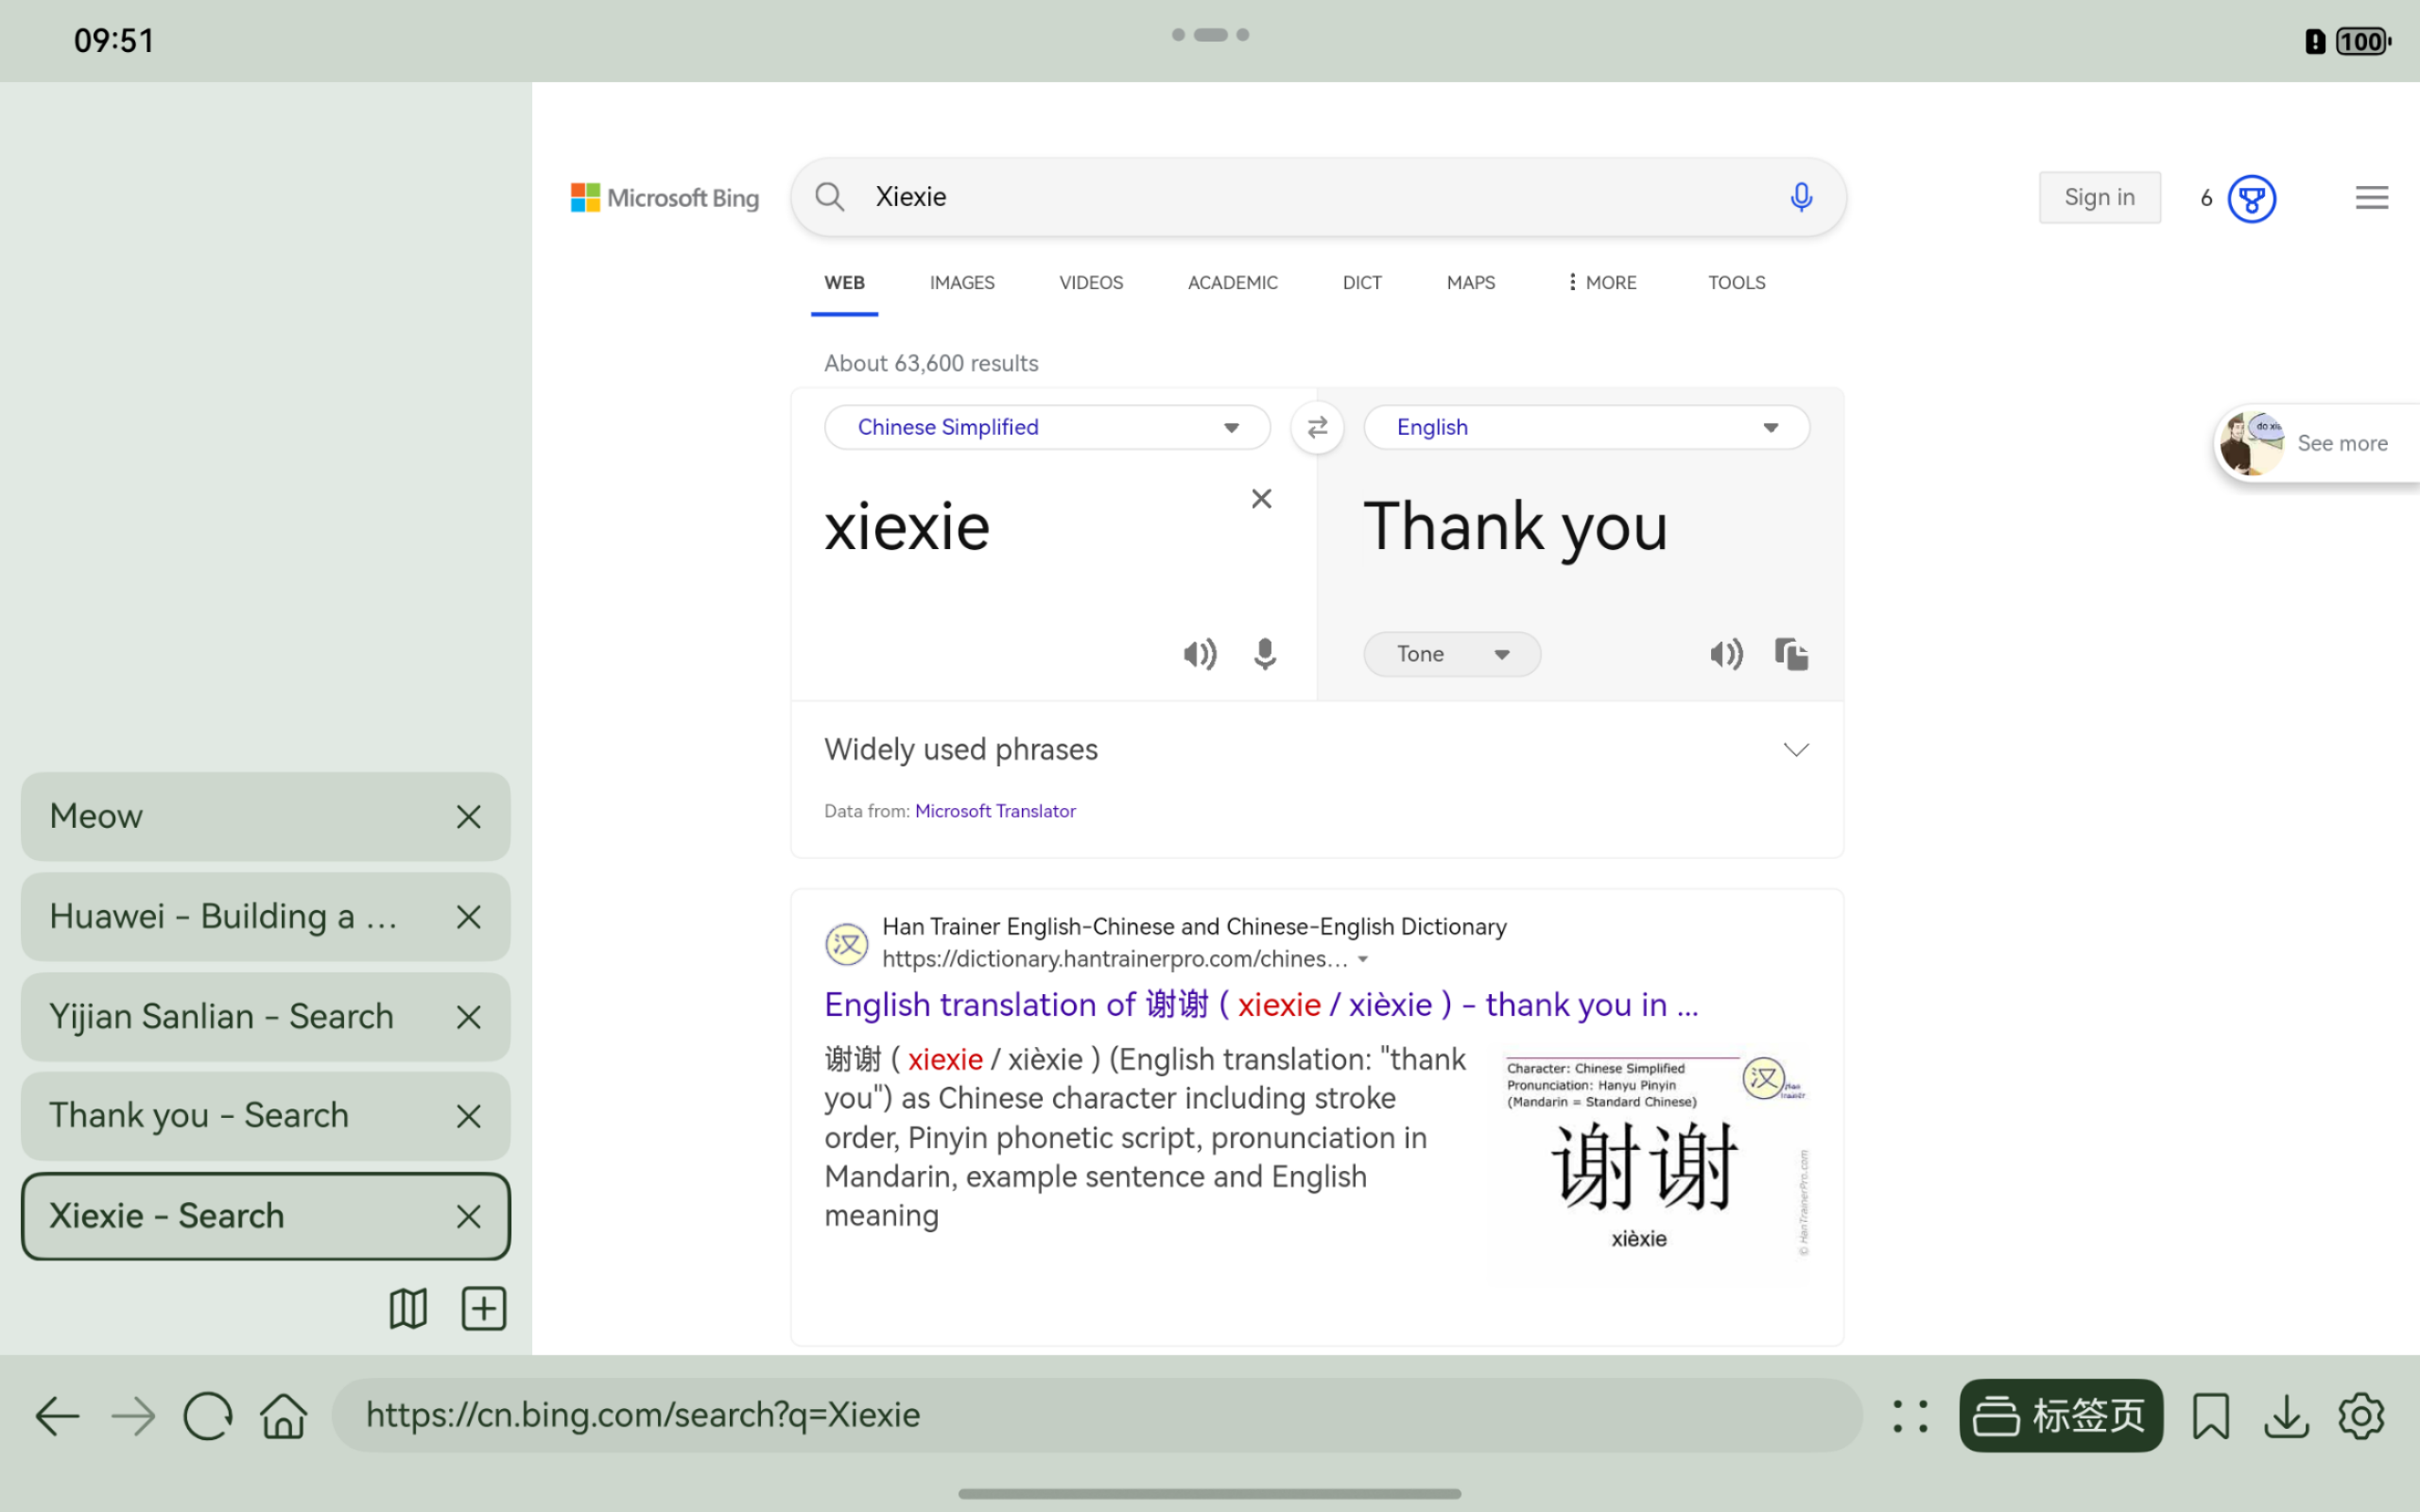 09:51
100
Microsoft Bing
Xiexie
Sign in
6
WEB
IMAGES
VIDEOS
ACADEMIC
DICT
MAPS
MORE
TOOLS
About 63,600 results
Chinese Simplified
English
See more
xiexie
Thank you
Tone
Widely used phrases
Data from: Microsoft Translator
Han Trainer English-Chinese and Chinese-English Dictionary
https://dictionary.hantrainerpro.com/chines...
English translation of 谢谢 ( xiexie / xièxie ) - thank you in ...
谢谢 ( xiexie / xièxie ) (English translation: "thank
you") as Chinese character including stroke
order, Pinyin phonetic script, pronunciation in
Mandarin, example sentence and English
meaning
Character: Chinese Simplified
Pronunciation: Hanyu Pinyin
(Mandarin = Standard Chinese)
汉
谢谢
xièxie
© HanTrainerPro.com
Meow
Huawei - Building a ...
Yijian Sanlian - Search
Thank you - Search
Xiexie - Search
https://cn.bing.com/search?q=Xiexie
标签页